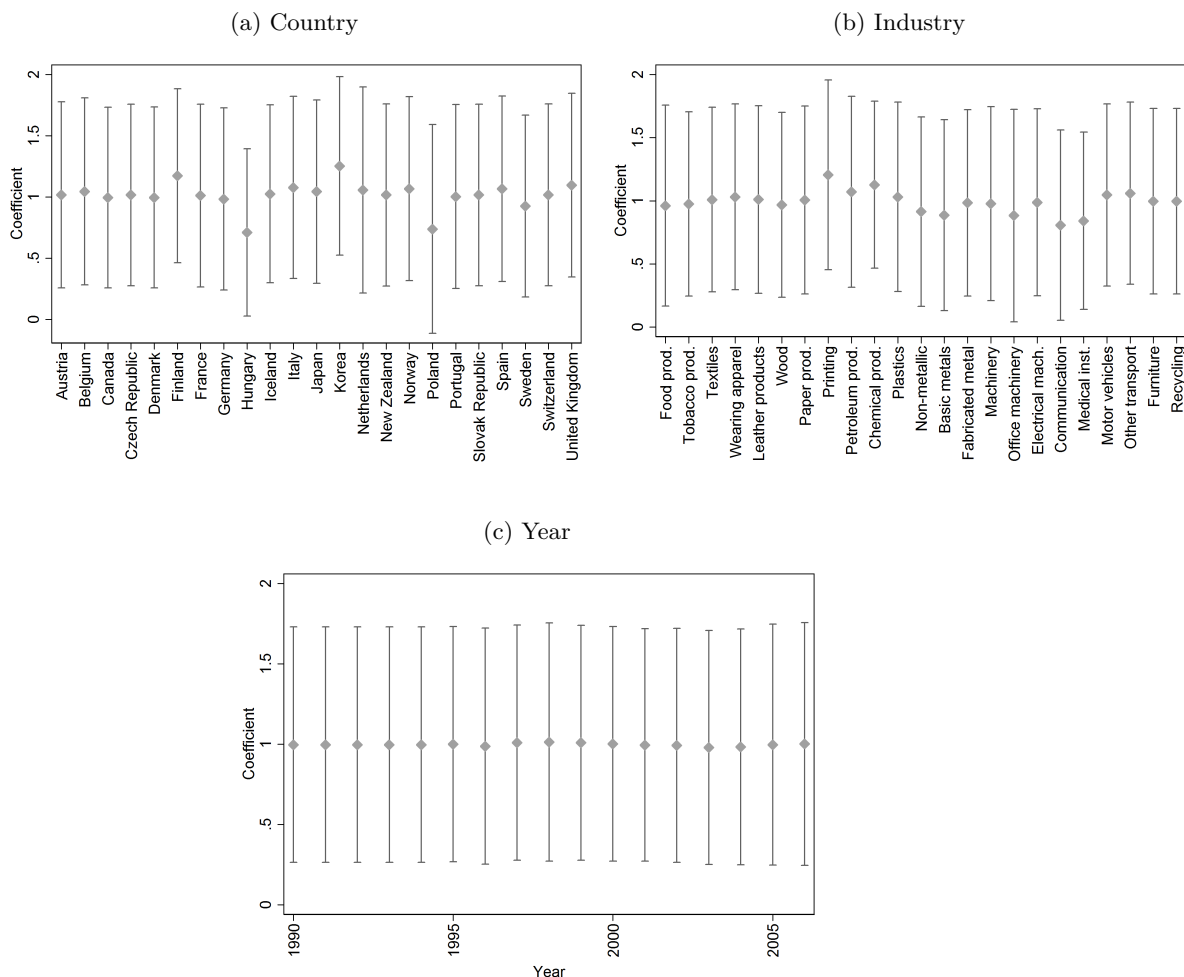 (a) Country
Coefficient
2
1.5
1
.5
0
Austria
Belgium
Canada
Czech Republic
Denmark
Finland
France
Germany
Hungary
Iceland
Italy
Japan
Korea
Netherlands
New Zealand
Norway
Poland
Portugal
Slovak Republic
Spain
Sweden
Switzerland
United Kingdom
(b) Industry
Coefficient
2
1.5
1
.5
0
Food prod.
Tobacco prod.
Textiles
Wearing apparel
Leather products
Wood
Paper prod.
Printing
Petroleum prod.
Chemical prod.
Plastics
Non-metallic
Basic metals
Fabricated metal
Machinery
Office machinery
Electrical mach.
Communication
Medical inst.
Motor vehicles
Other transport
Furniture
Recycling
(c) Year
Coefficient
2
1.5
1
.5
0
1990
1995
2000
2005
Year